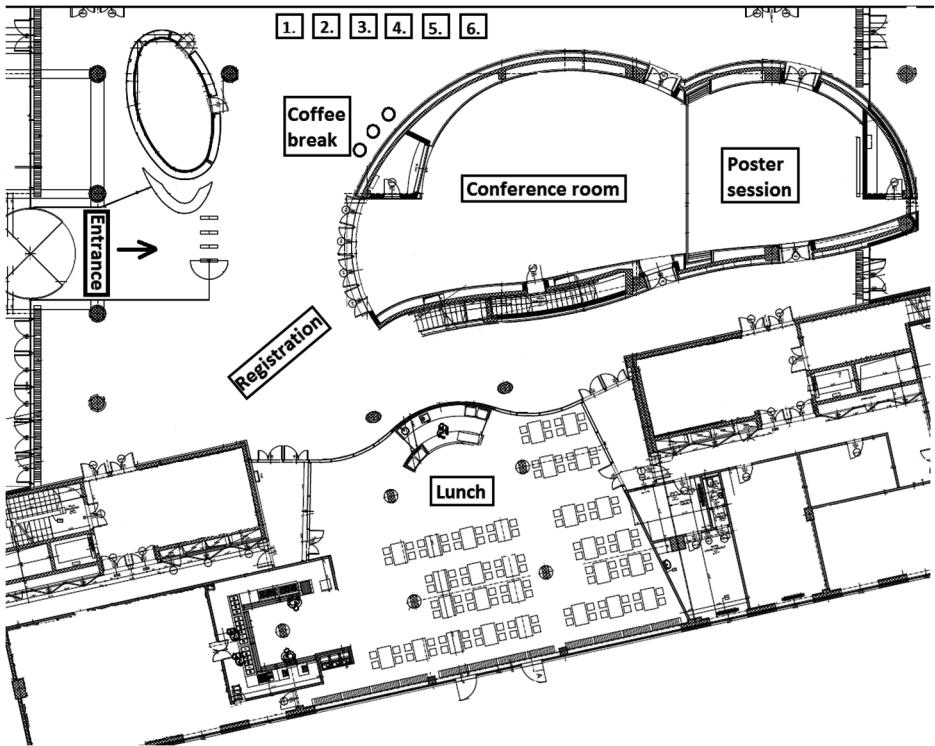 1. 2. 3. 4. 5. 6.
Coffee
break
Conference room
Poster
session
Entrance
Registration
Lunch